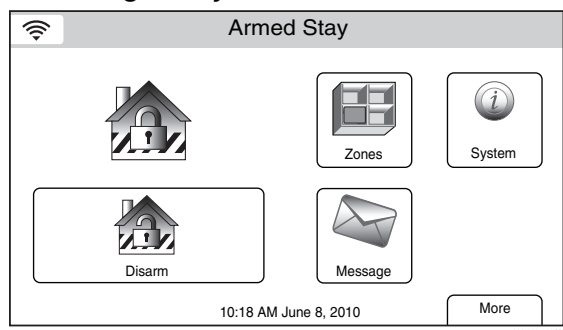 Armed Stay
Zones
System
Disarm
Message
10:18 AM June 8, 2010
More